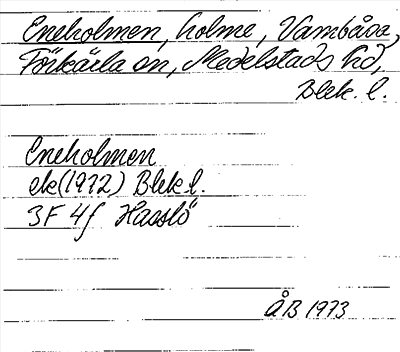 Eneholmen, holme, Vambåsa,
Förkärla sn, Medelstads hd,
Blek. l.
Eneholmen
ek(1972) Blek l.
3F 4f Hasslö
ÅB 1973